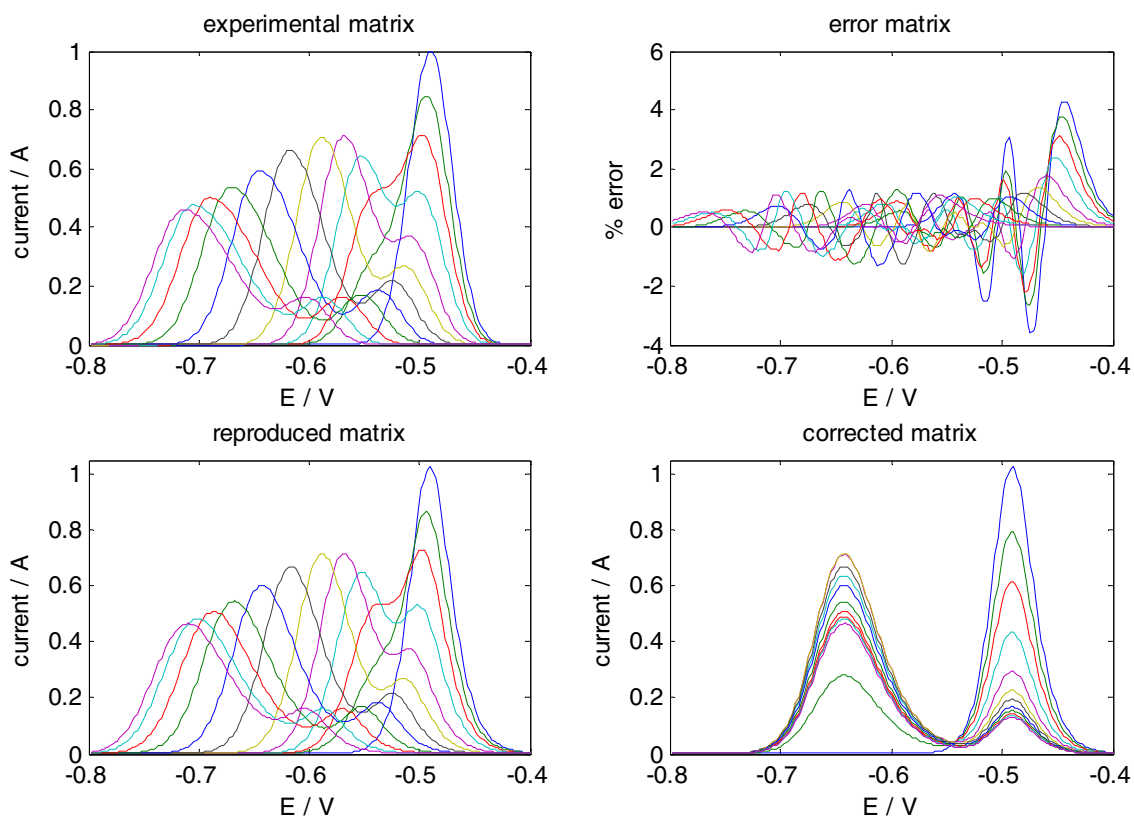 experimental matrix
1
0.8
0.6
0.4
0.2
0
current / A
-0.8 -0.7 -0.6 -0.5 -0.4
E / V
error matrix
6
4
2
0
-2
-4
% error
-0.8 -0.7 -0.6 -0.5 -0.4
E / V
reproduced matrix
1
0.8
0.6
0.4
0.2
0
current / A
-0.8 -0.7 -0.6 -0.5 -0.4
E / V
corrected matrix
1
0.8
0.6
0.4
0.2
0
current / A
-0.8 -0.7 -0.6 -0.5 -0.4
E / V